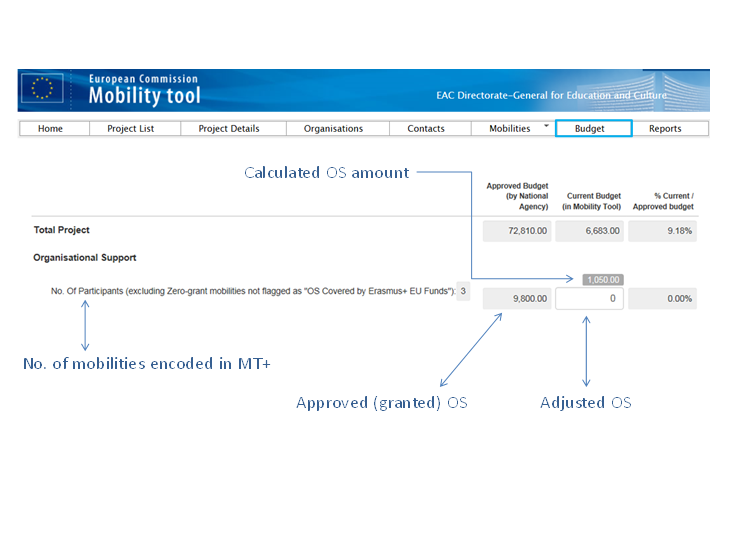 European Commission
Mobility tool
EAC Directorate-General for Education and Culture
Home Project List Project Details Organisations Contacts Mobilities Budget Reports
Calculated OS amount
Approved Budget (by National Agency) Current Budget (in Mobility Tool) % Current / Approved budget
Total Project 72,810.00 6,683.00 9.18%
Organisational Support
1,050.00
No. Of Participants (excluding Zero-grant mobilities not flagged as "OS Covered by Erasmus+ EU Funds"): 3 9,800.00 0 0.00%
No. of mobilities encoded in MT+
Approved (granted) OS Adjusted OS